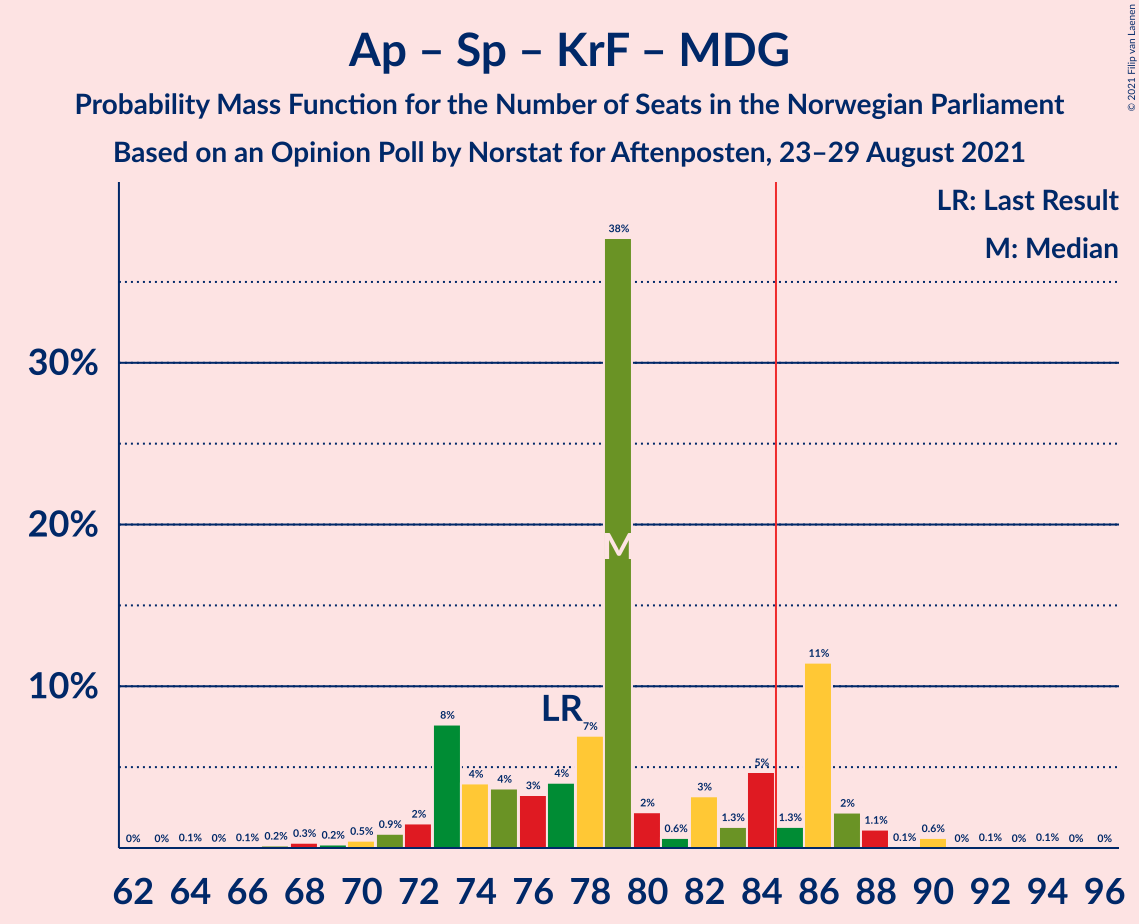 Ap – Sp – KrF – MDG
Probability Mass Function for the Number of Seats in the Norwegian Parliament
Based on an Opinion Poll by Norstat for Aftenposten, 23–29 August 2021
© 2021 Filip van Laenen
LR: Last Result
M: Median
30%
20%
10%
0% 0% 0.1% 0% 0.1% 0.2% 0.3% 0.2% 0.5% 0.9% 2% 8% 4% 4% 3% 4% 7% 38% 2% 0.6% 3% 1.3% 5% 1.3% 11% 2% 1.1% 0.1% 0.6% 0% 0.1% 0% 0.1% 0% 0%
LR
M
62 64 66 68 70 72 74 76 78 80 82 84 86 88 90 92 94 96